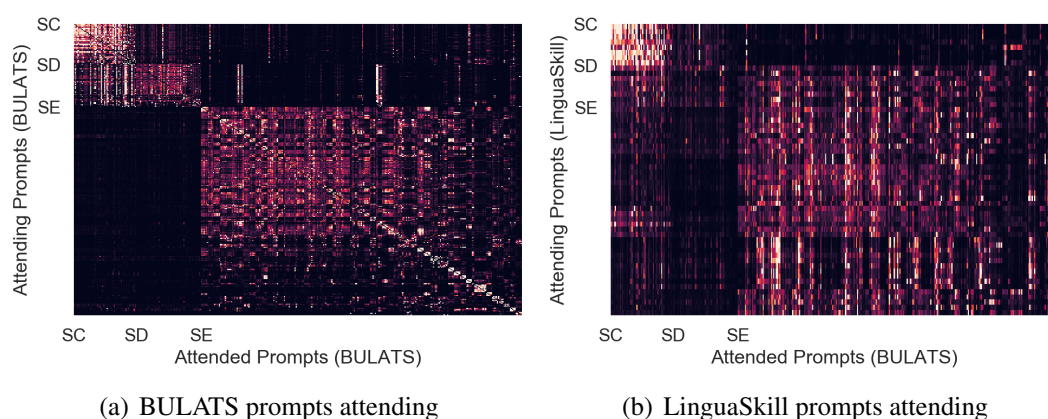 SC
SD
SE
Attending Prompts (BULATS)
SC SD SE
Attended Prompts (BULATS)
(a) BULATS prompts attending
SC
SD
SE
Attending Prompts (LinguaSkill)
SC SD SE
Attended Prompts (BULATS)
(b) LinguaSkill prompts attending